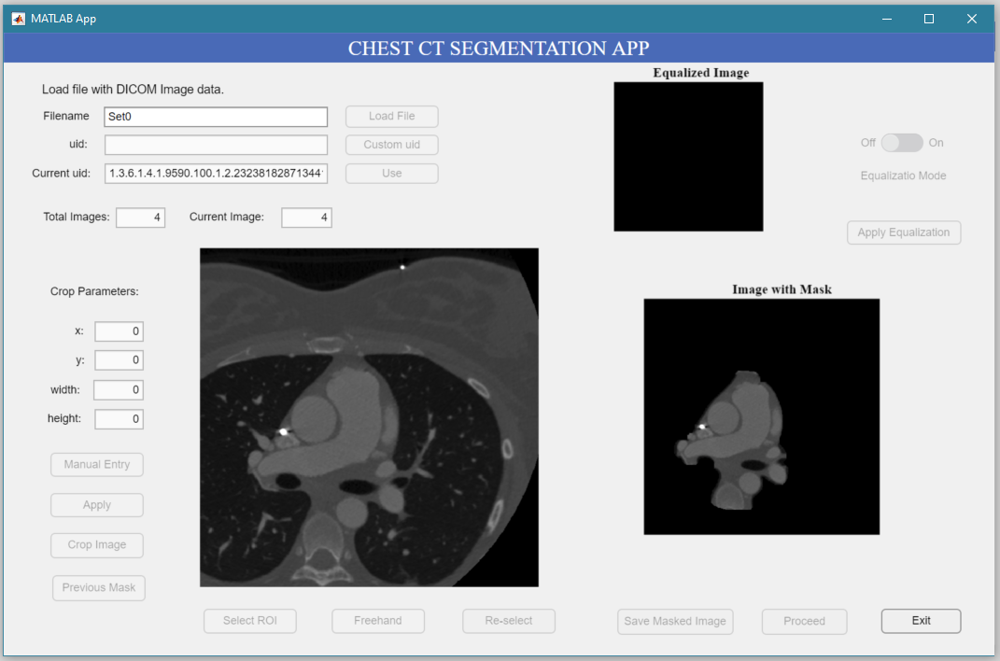 MATLAB App
CHEST CT SEGMENTATION APP
Load file with DICOM Image data.
Filename Set0 Load File
uid: Custom uid
Current uid: 1.3.6.1.4.1.9590.100.1.2.23238182871344 Use
Total Images: 4 Current Image: 4
Equalized Image
Off On
Equalizatio Mode
Apply Equalization
Crop Parameters:
x: 0
y: 0
width: 0
height: 0
Manual Entry
Apply
Crop Image
Previous Mask
Image with Mask
Select ROI Freehand Re-select Save Masked Image Proceed Exit